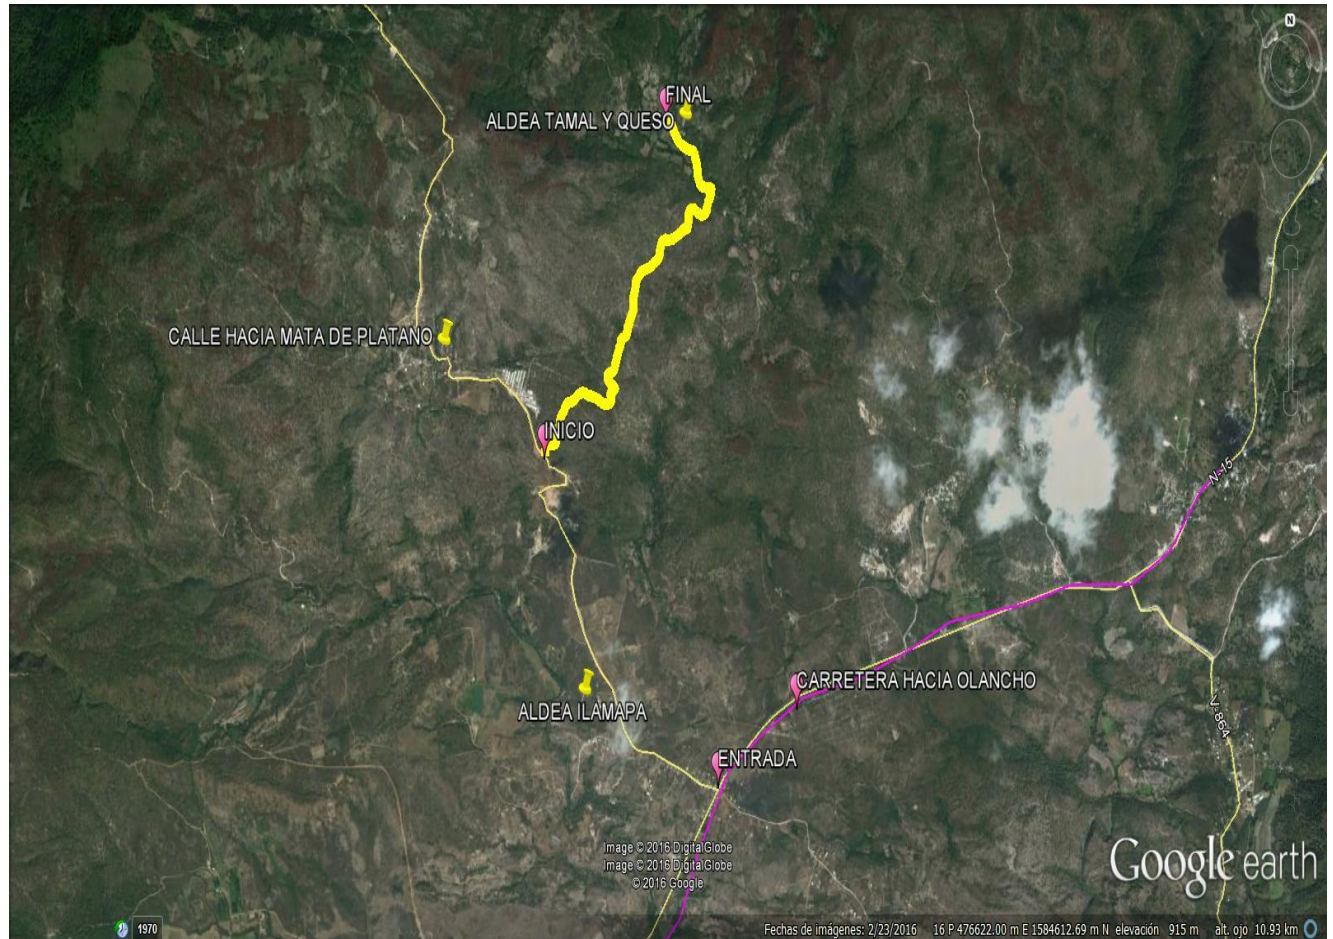 N
FINAL
ALDEA TAMAL Y QUESO
CALLE HACIA MATA DE PLATANO
INICIO
N-15
CARRETERA HACIA OLANCHO
ALDEA ILAMAPA
V-864
ENTRADA
Image © 2016 DigitalGlobe
Image © 2016 DigitalGlobe
© 2016 Google
Google earth
1970
Fechas de imágenes: 2/23/2016 16 P 476622.00 m E 1584612.69 m N elevación 915 m alt. ojo 10.93 km